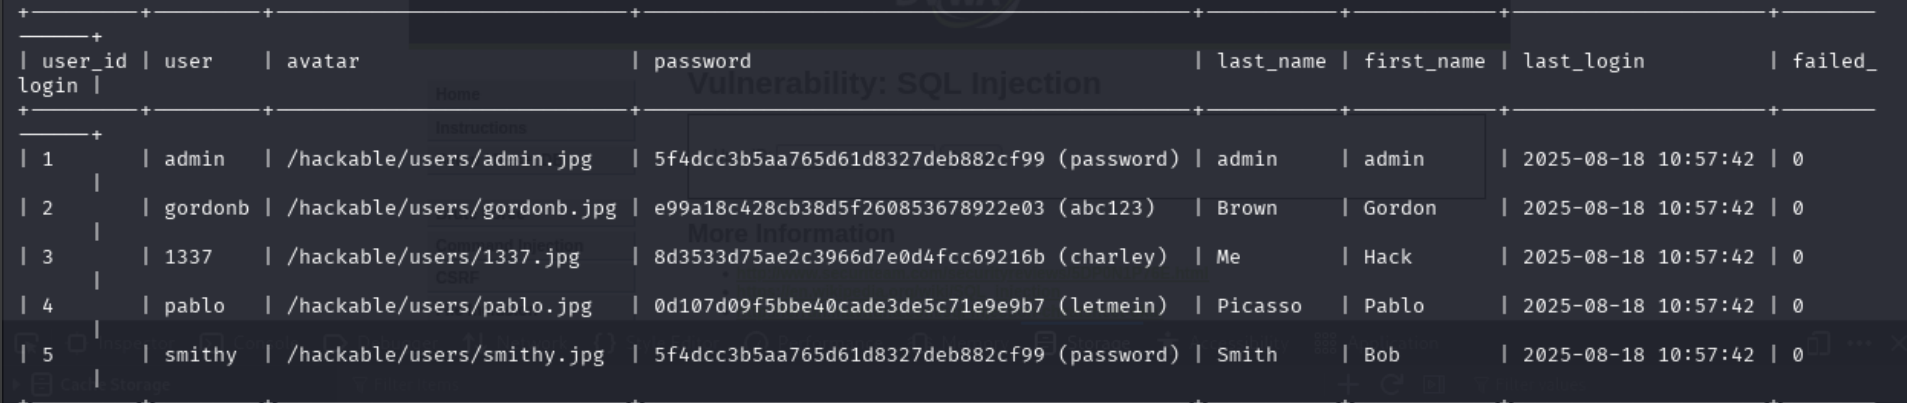 | user_id | user | avatar | password | last_name | first_name | last_login | failed_
login |
| 1 | admin | /hackable/users/admin.jpg | 5f4dcc3b5aa765d61d8327deb882cf99 (password) | admin | admin | 2025-08-18 10:57:42 | 0
|
| 2 | gordonb | /hackable/users/gordonb.jpg | e99a18c428cb38d5f260853678922e03 (abc123) | Brown | Gordon | 2025-08-18 10:57:42 | 0
|
| 3 | 1337 | /hackable/users/1337.jpg | 8d3533d75ae2c3966d7e0d4fcc69216b (charley) | Me | Hack | 2025-08-18 10:57:42 | 0
|
| 4 | pablo | /hackable/users/pablo.jpg | 0d107d09f5bbe40cade3de5c71e9e9b7 (letmein) | Picasso | Pablo | 2025-08-18 10:57:42 | 0
|
| 5 | smithy | /hackable/users/smithy.jpg | 5f4dcc3b5aa765d61d8327deb882cf99 (password) | Smith | Bob | 2025-08-18 10:57:42 | 0
|
Vulnerability: SQL Injection
Home
Instructions
Command Injection
More Information
CSRF
Storage
Cache Storage